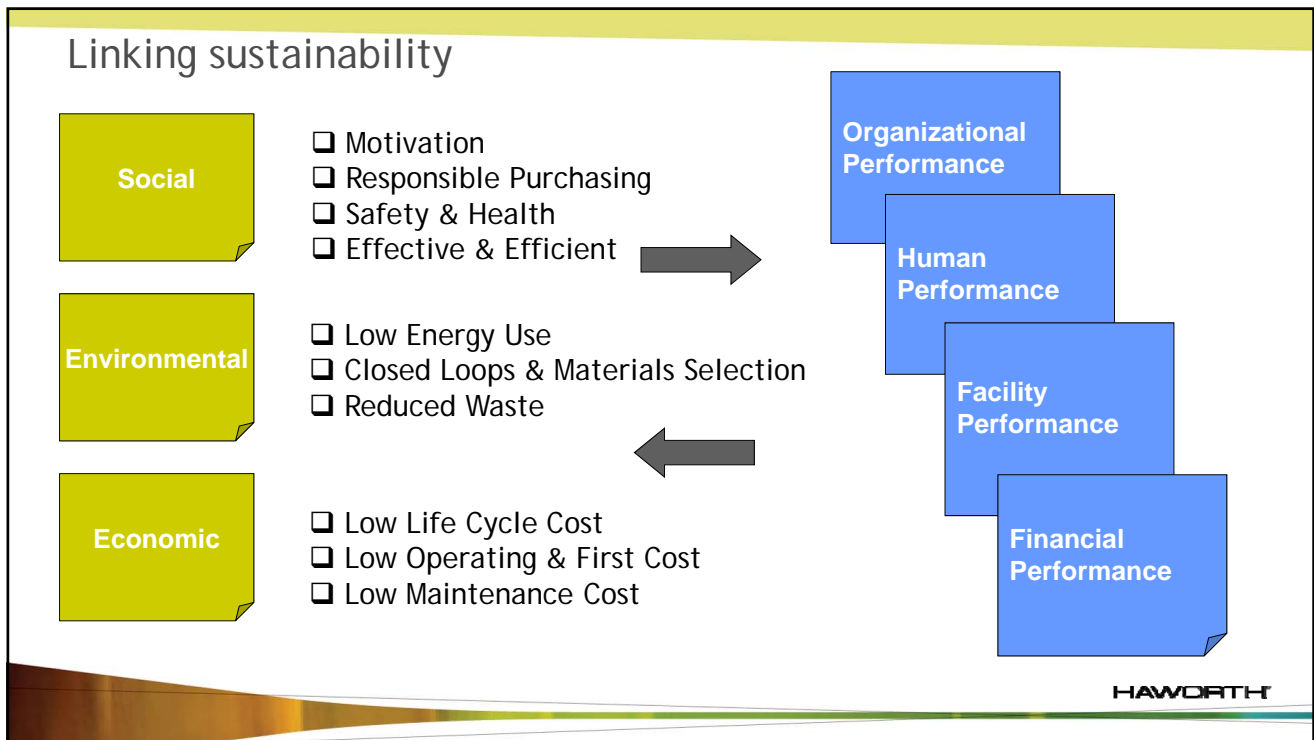 Linking sustainability
Social
❑ Motivation
❑ Responsible Purchasing
❑ Safety & Health
❑ Effective & Efficient
Environmental
❑ Low Energy Use
❑ Closed Loops & Materials Selection
❑ Reduced Waste
Economic
❑ Low Life Cycle Cost
❑ Low Operating & First Cost
❑ Low Maintenance Cost
Organizational
Performance
Human
Performance
Facility
Performance
Financial
Performance
HAWORTH